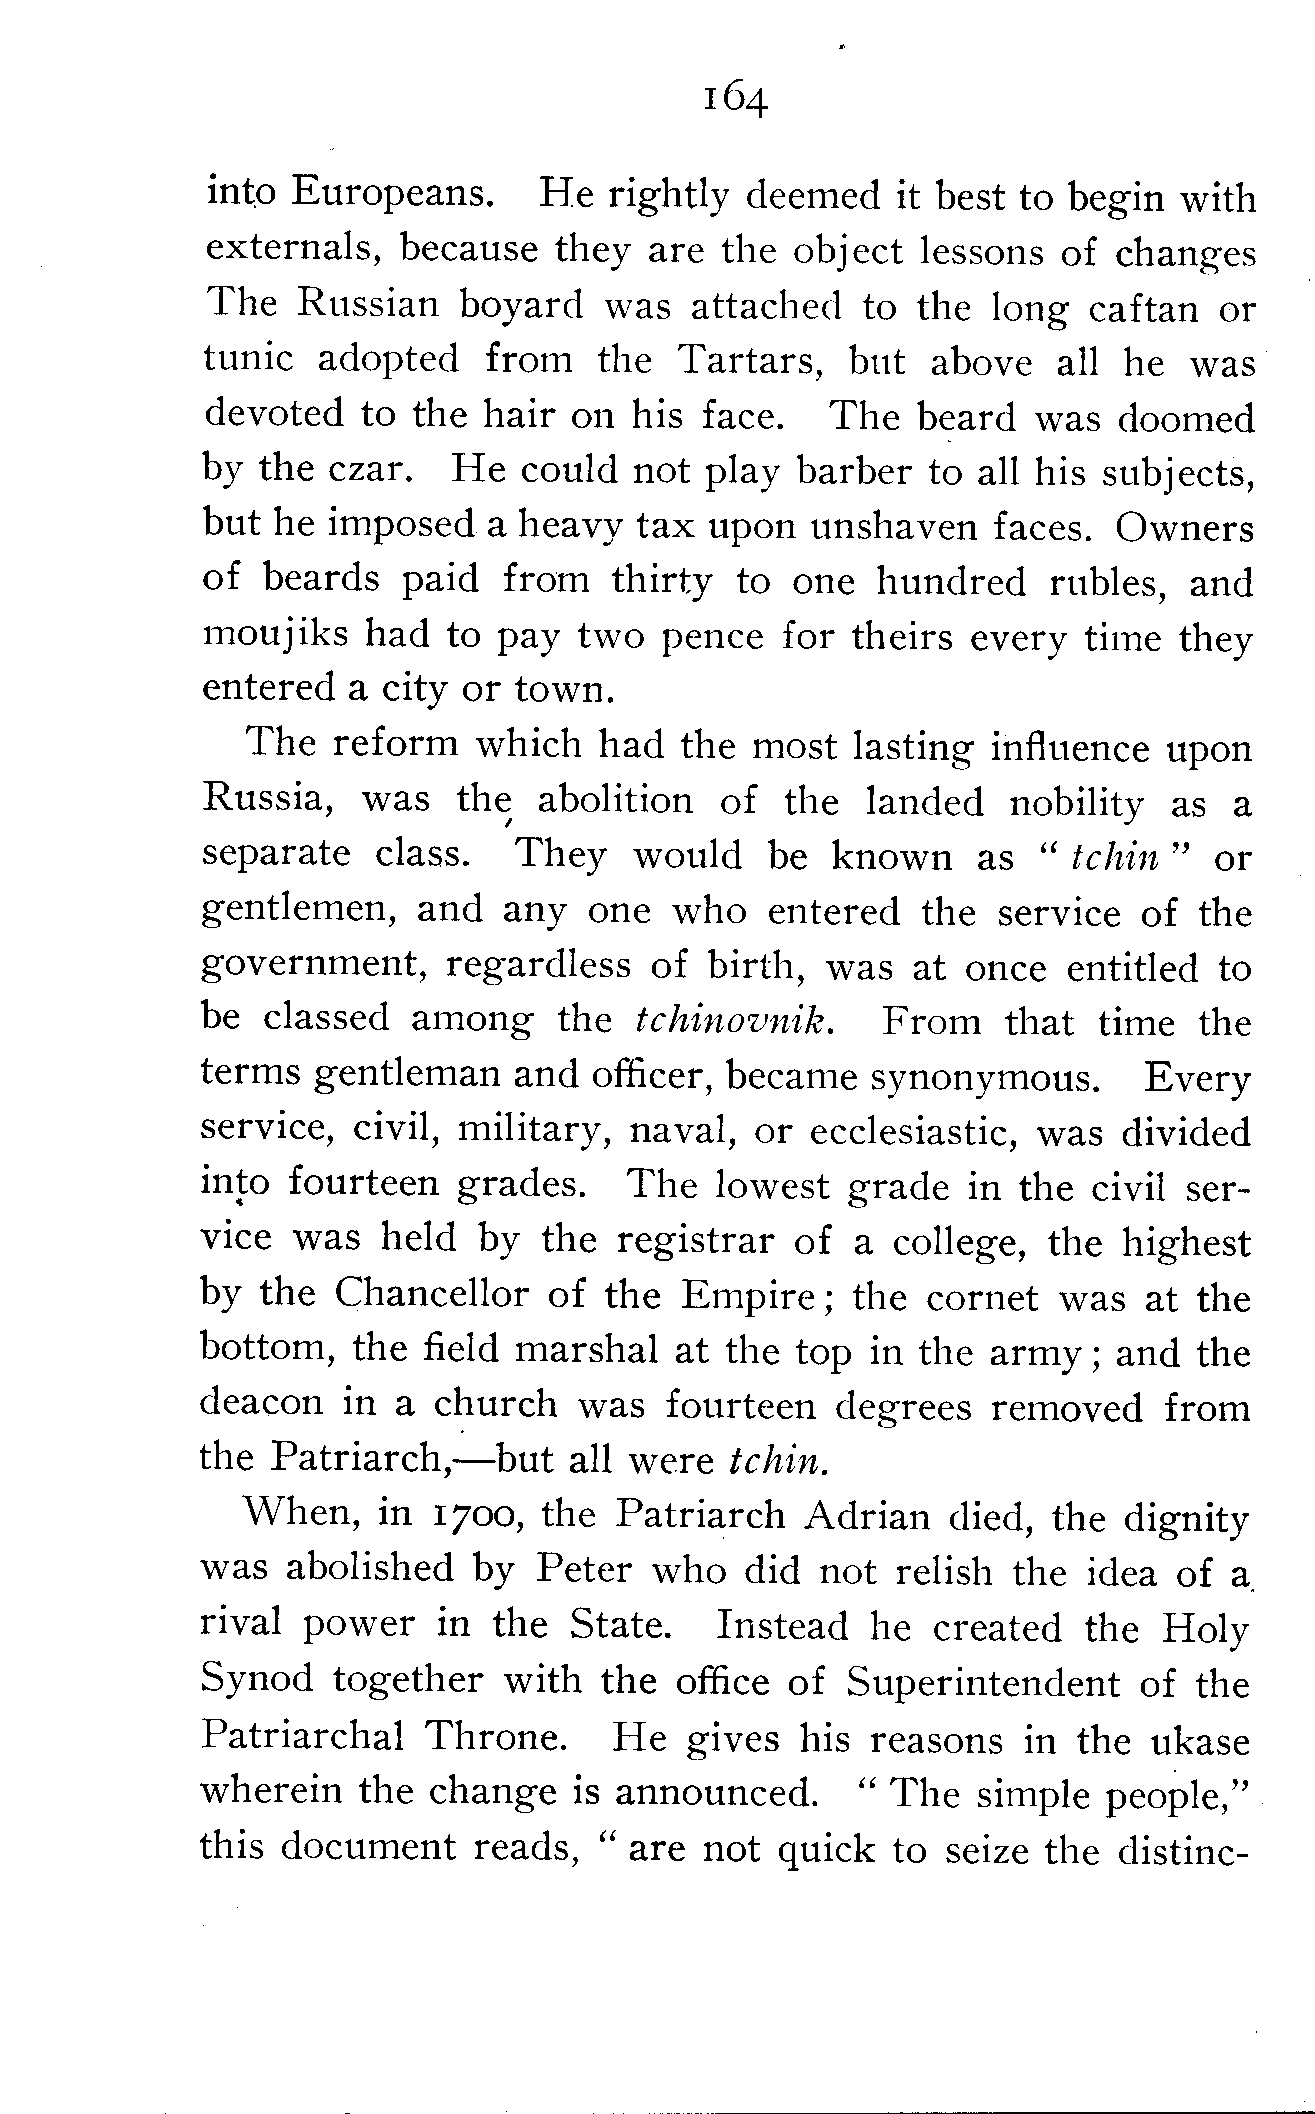 164
into Europeans. He rightly deemed it best to begin with
externals, because they are the object lessons of changes
The Russian boyard was attached to the long caftan or
tunic adopted from the Tartars, but above all he was
devoted to the hair on his face. The beard was doomed
by the czar. He could not play barber to all his subjects,
but he imposed a heavy tax upon unshaven faces. Owners
of beards paid from thirty to one hundred rubles, and
moujiks had to pay two pence for theirs every time they
entered a city or town.
The reform which had the most lasting influence upon
Russia, was the abolition of the landed nobility as a
separate class. They would be known as " tchin " or
gentlemen, and any one who entered the service of the
government, regardless of birth, was at once entitled to
be classed among the tchinovnik. From that time the
terms gentleman and officer, became synonymous. Every
service, civil, military, naval, or ecclesiastic, was divided
into fourteen grades. The lowest grade in the civil ser-
vice was held by the registrar of a college, the highest
by the Chancellor of the Empire; the cornet was at the
bottom, the field marshal at the top in the army; and the
deacon in a church was fourteen degrees removed from
the Patriarch,—but all were tchin.
When, in 1700, the Patriarch Adrian died, the dignity
was abolished by Peter who did not relish the idea of a
rival power in the State. Instead he created the Holy
Synod together with the office of Superintendent of the
Patriarchal Throne. He gives his reasons in the ukase
wherein the change is announced. " The simple people,"
this document reads, " are not quick to seize the distinc-